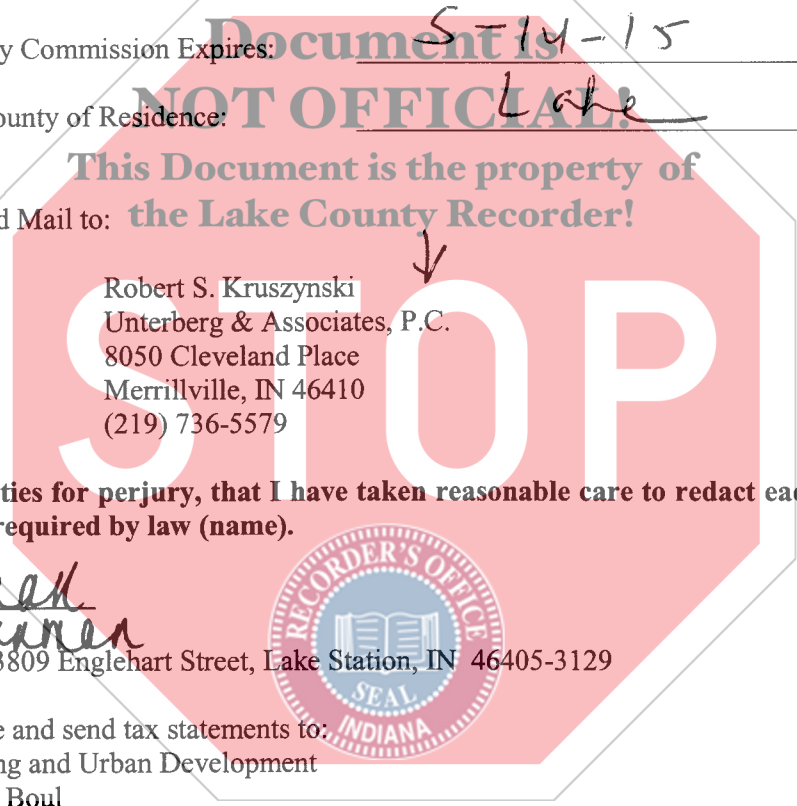 Document is
y Commission Expires: 5-14-15
NOT OFFICIAL!
ounty of Residence: Lake
This Document is the property of
the Lake County Recorder!
d Mail to:
STOP
Robert S. Kruszynski
Unterberg & Associates, P.C.
8050 Cleveland Place
Merrillville, IN 46410
(219) 736-5579
ties for perjury, that I have taken reasonable care to redact eac
required by law (name).
RECORDER'S OFFICE
SEAL
INDIANA
3809 Englehart Street, Lake Station, IN 46405-3129
e and send tax statements to:
ng and Urban Development
Boul